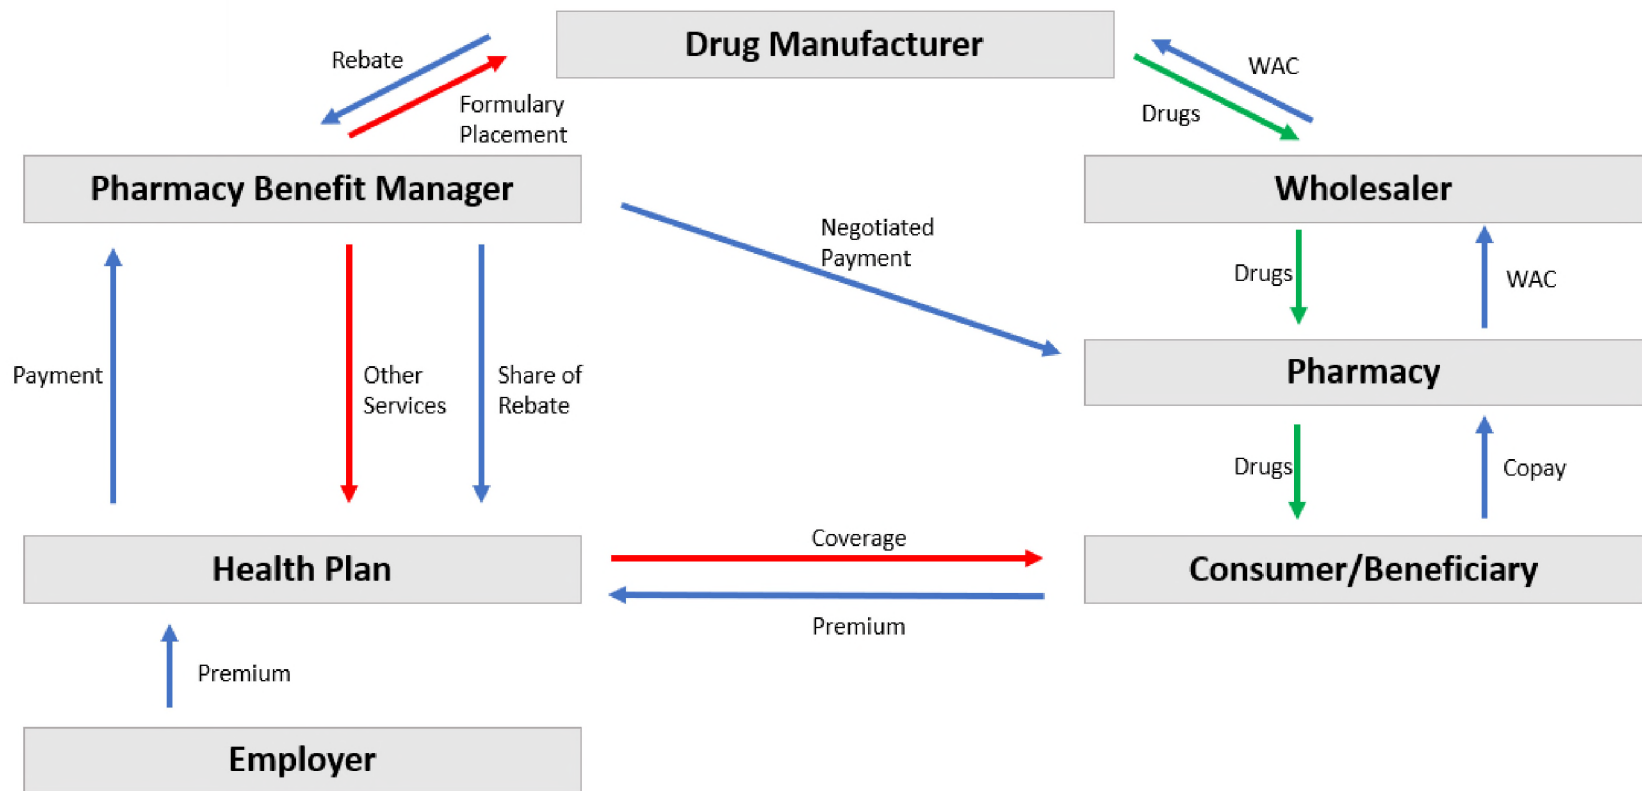 Drug Manufacturer
Rebate
WAC
Formulary
Placement
Drugs
Pharmacy Benefit Manager
Wholesaler
Negotiated
Payment
Drugs
WAC
Pharmacy
Payment
Other
Services
Share of
Rebate
Drugs
Copay
Coverage
Health Plan
Consumer/Beneficiary
Premium
Premium
Employer